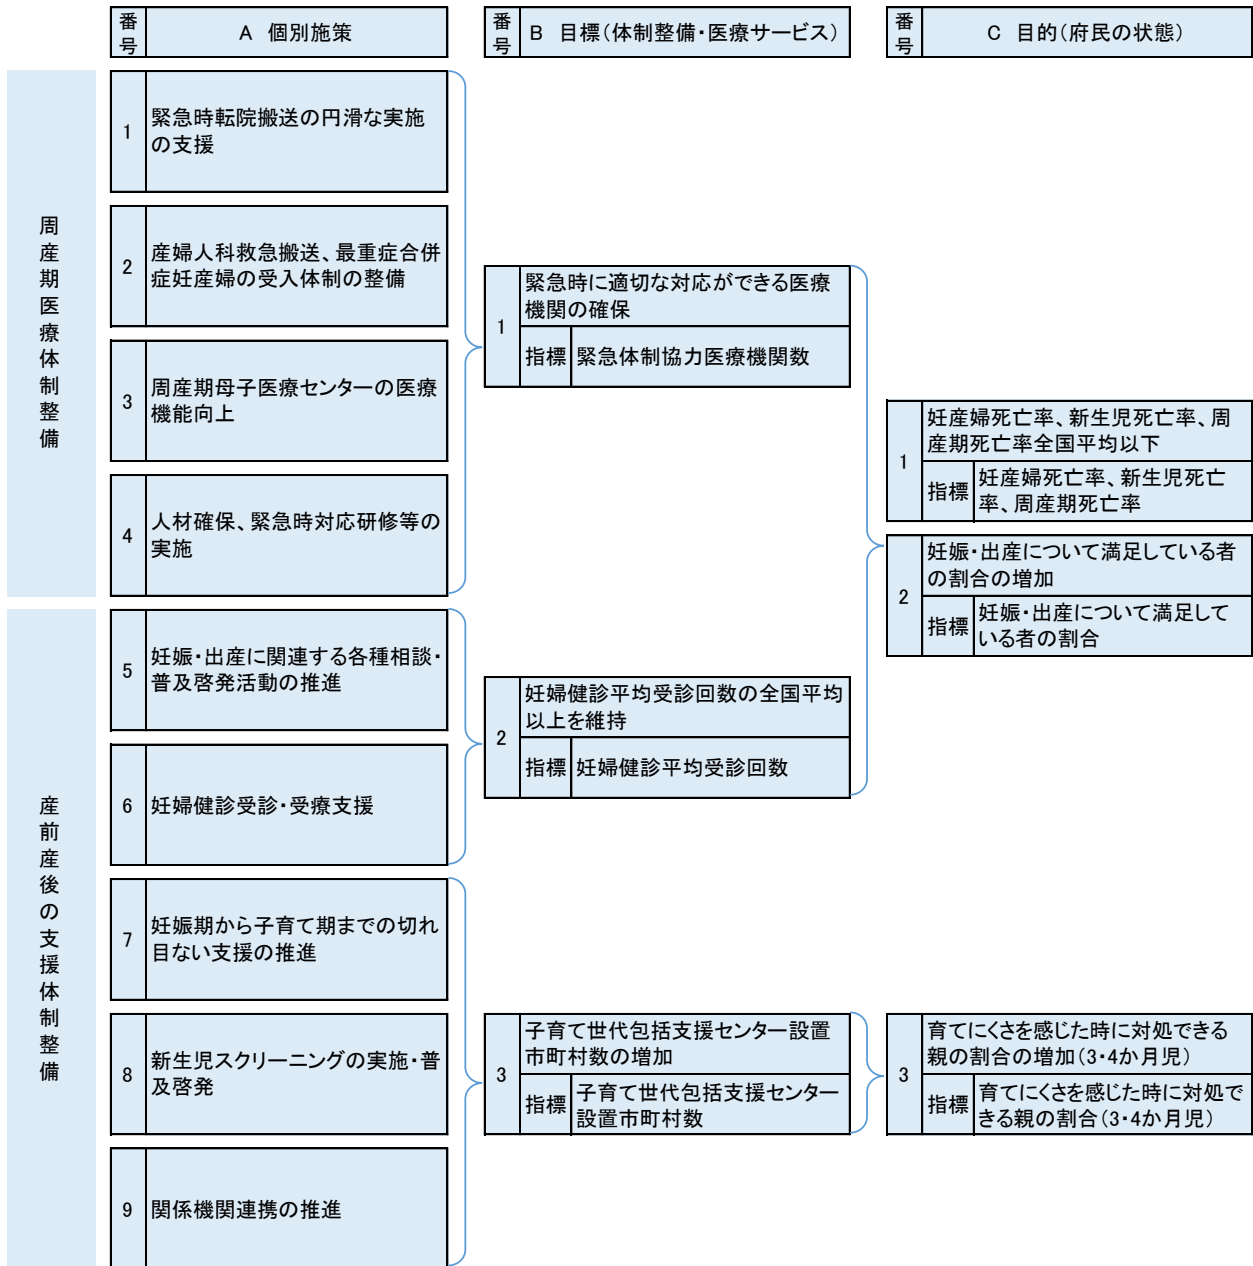 番号
A 個別施策
番号
B 目標(体制整備・医療サービス)
番号
C 目的(府民の状態)
周産期医療体制整備
1
緊急時転院搬送の円滑な実施
の支援
2
産婦人科救急搬送、最重症合併
症妊産婦の受入体制の整備
3
周産期母子医療センターの医療
機能向上
4
人材確保、緊急時対応研修等の
実施
産前産後の支援体制整備
5
妊娠・出産に関連する各種相談・
普及啓発活動の推進
6
妊婦健診受診・受療支援
7
妊娠期から子育て期までの切れ
目ない支援の推進
8
新生児スクリーニングの実施・普
及啓発
9
関係機関連携の推進
1
緊急時に適切な対応ができる医療
機関の確保
指標
緊急体制協力医療機関数
2
妊婦健診平均受診回数の全国平均
以上を維持
指標
妊婦健診平均受診回数
3
子育て世代包括支援センター設置
市町村数の増加
指標
子育て世代包括支援センター
設置市町村数
1
妊産婦死亡率、新生児死亡率、周
産期死亡率全国平均以下
指標
妊産婦死亡率、新生児死亡
率、周産期死亡率
2
妊娠・出産について満足している者
の割合の増加
指標
妊娠・出産について満足して
いる者の割合
3
育てにくさを感じた時に対処できる
親の割合の増加(3・4か月児)
指標
育てにくさを感じた時に対処で
きる親の割合(3・4か月児)